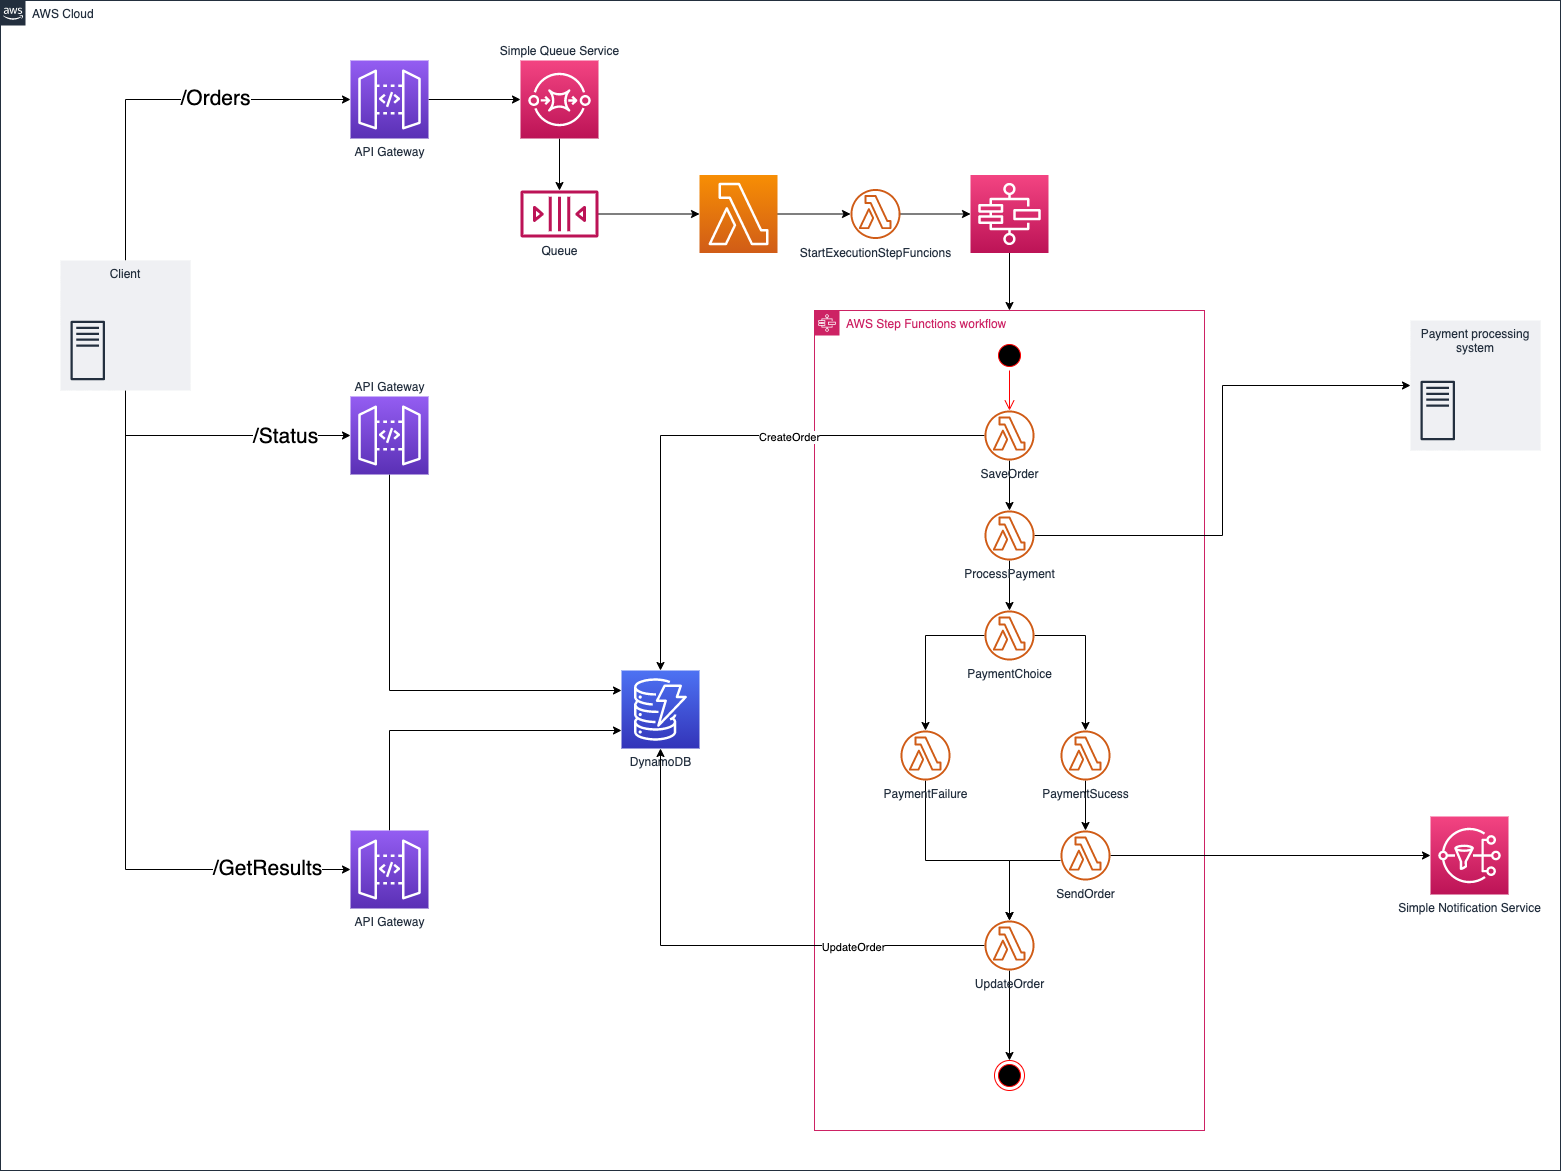 aws
AWS Cloud
Simple Queue Service
/Orders
API Gateway
Queue
StartExecutionStepFuncions
Client
AWS Step Functions workflow
Payment processing
system
API Gateway
/Status
CreateOrder
SaveOrder
ProcessPayment
PaymentChoice
DynamoDB
PaymentFailure
PaymentSucess
/GetResults
API Gateway
SendOrder
Simple Notification Service
UpdateOrder
UpdateOrder